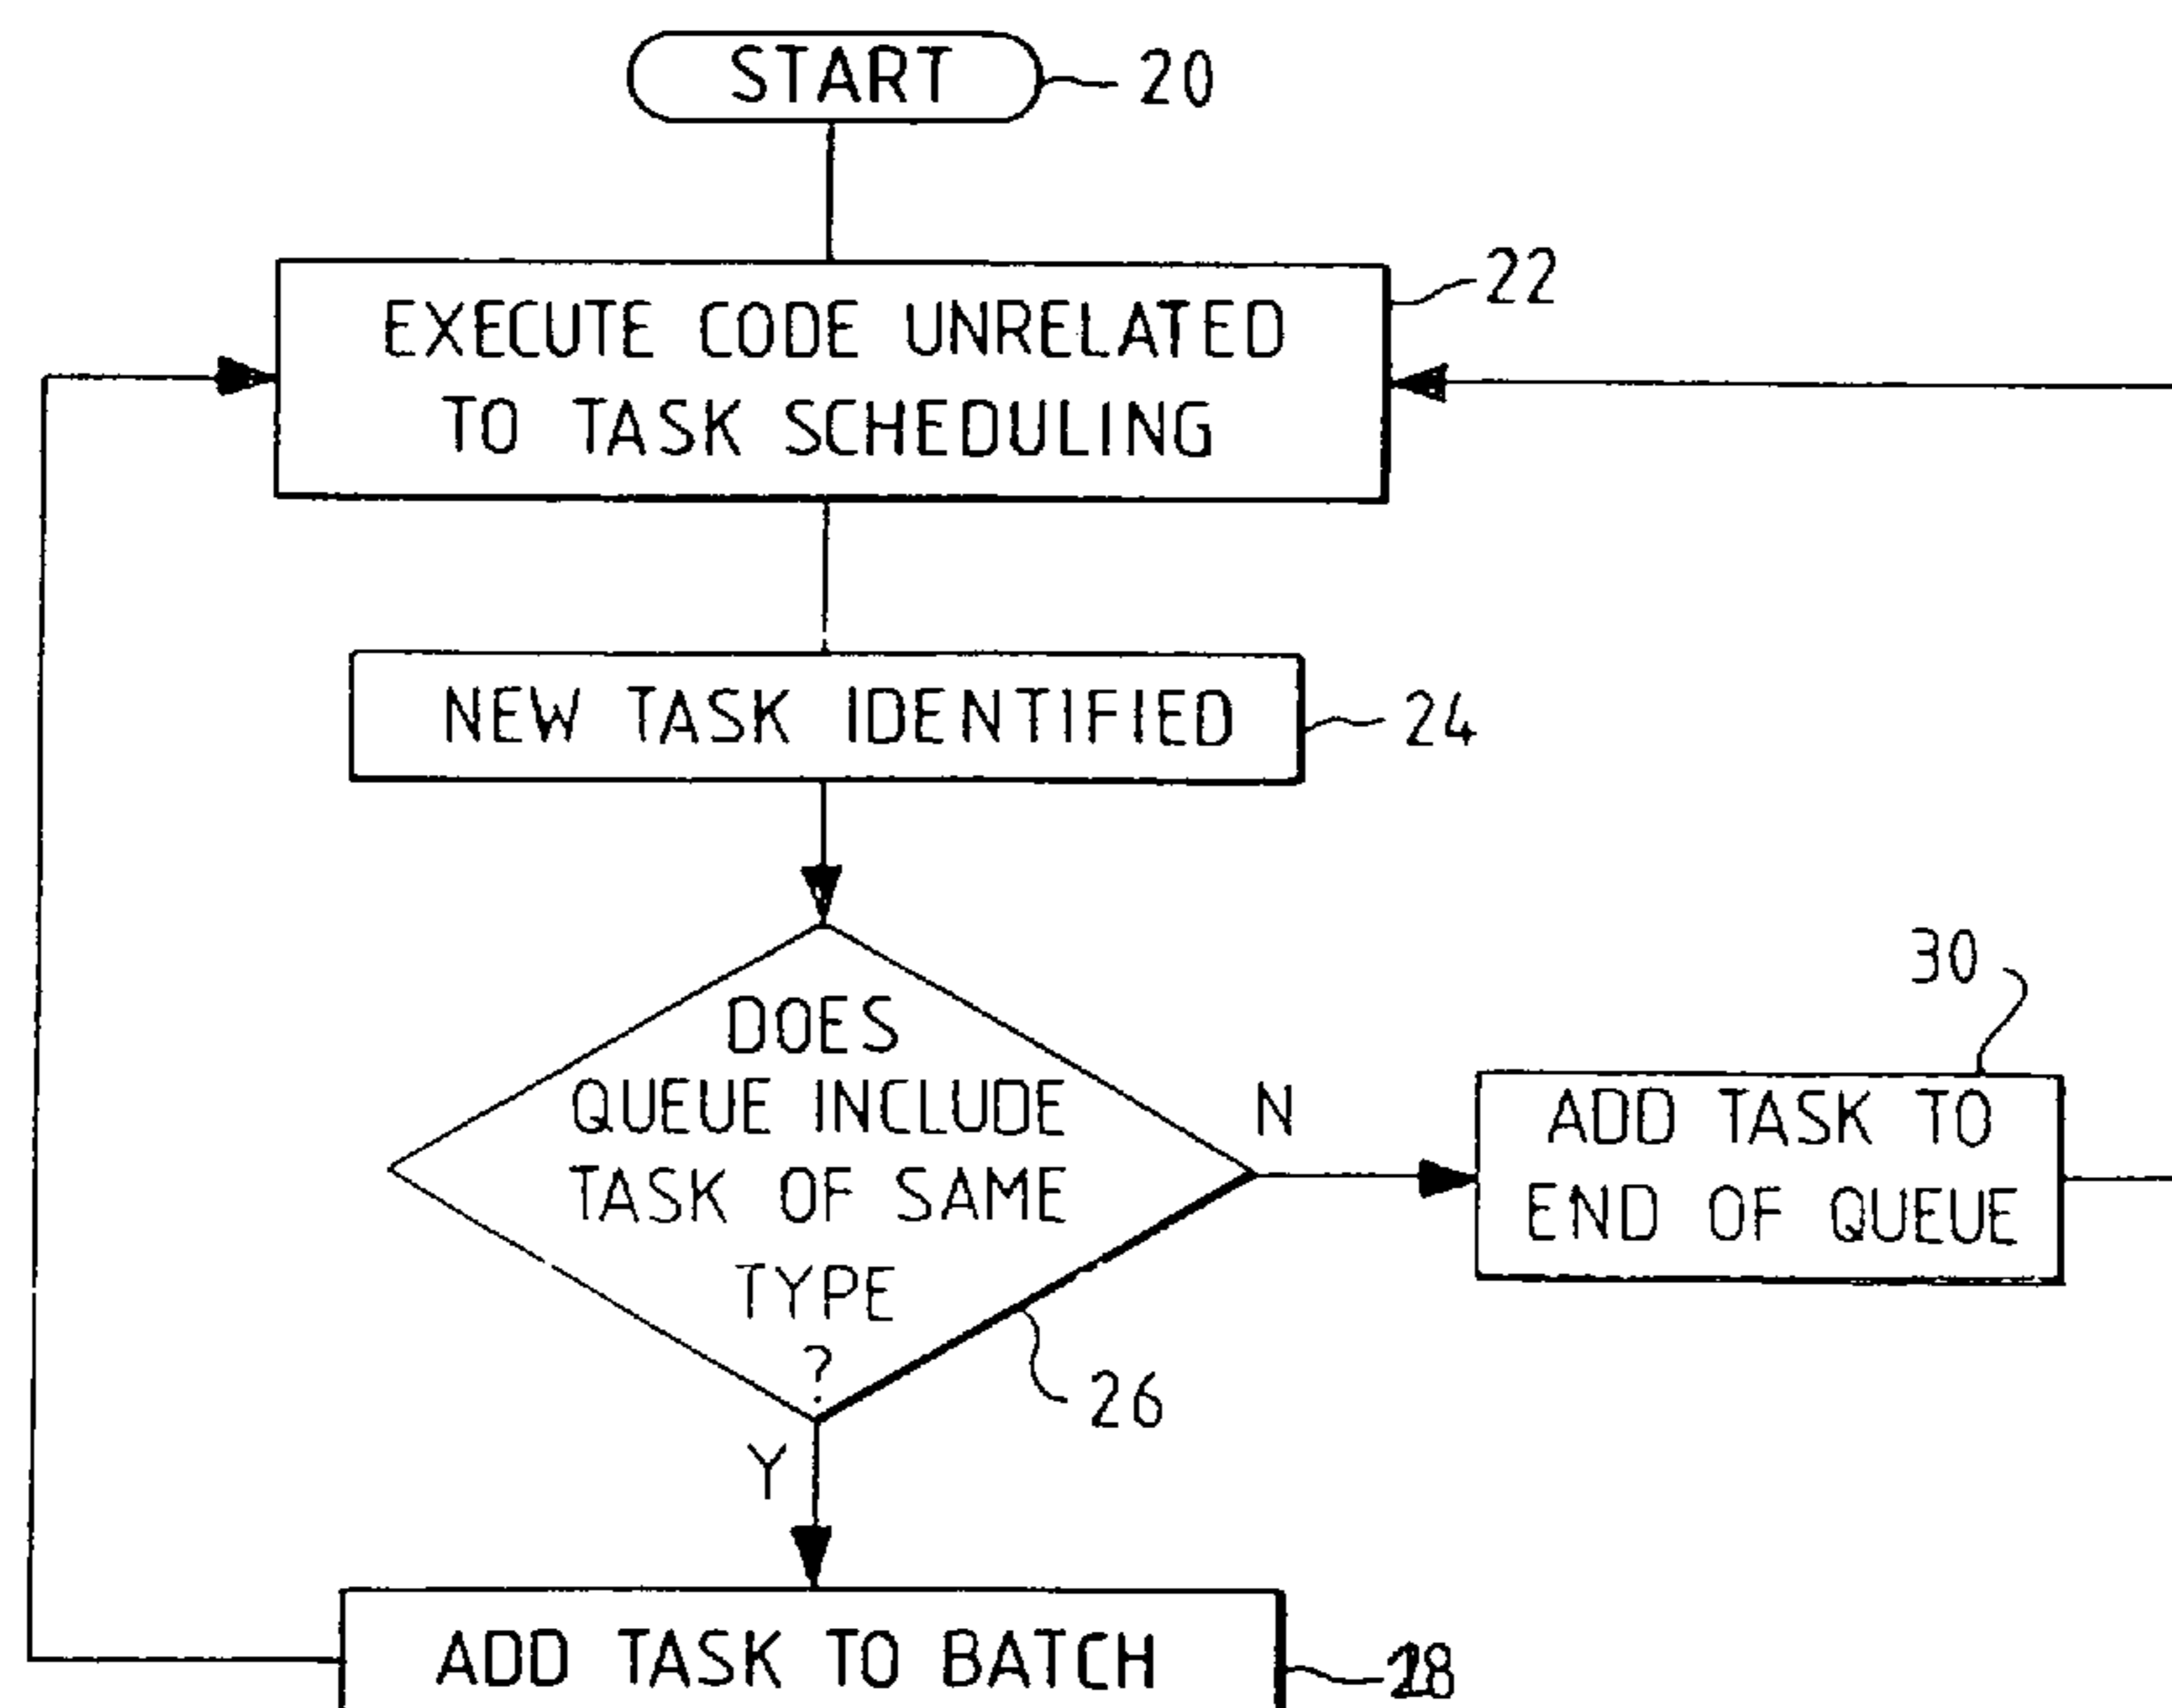 START
20
EXECUTE CODE UNRELATED
TO TASK SCHEDULING
22
NEW TASK IDENTIFIED
24
DOES
QUEUE INCLUDE
TASK OF SAME
TYPE
?
26
N
30
ADD TASK TO
END OF QUEUE
Y
ADD TASK TO BATCH
28